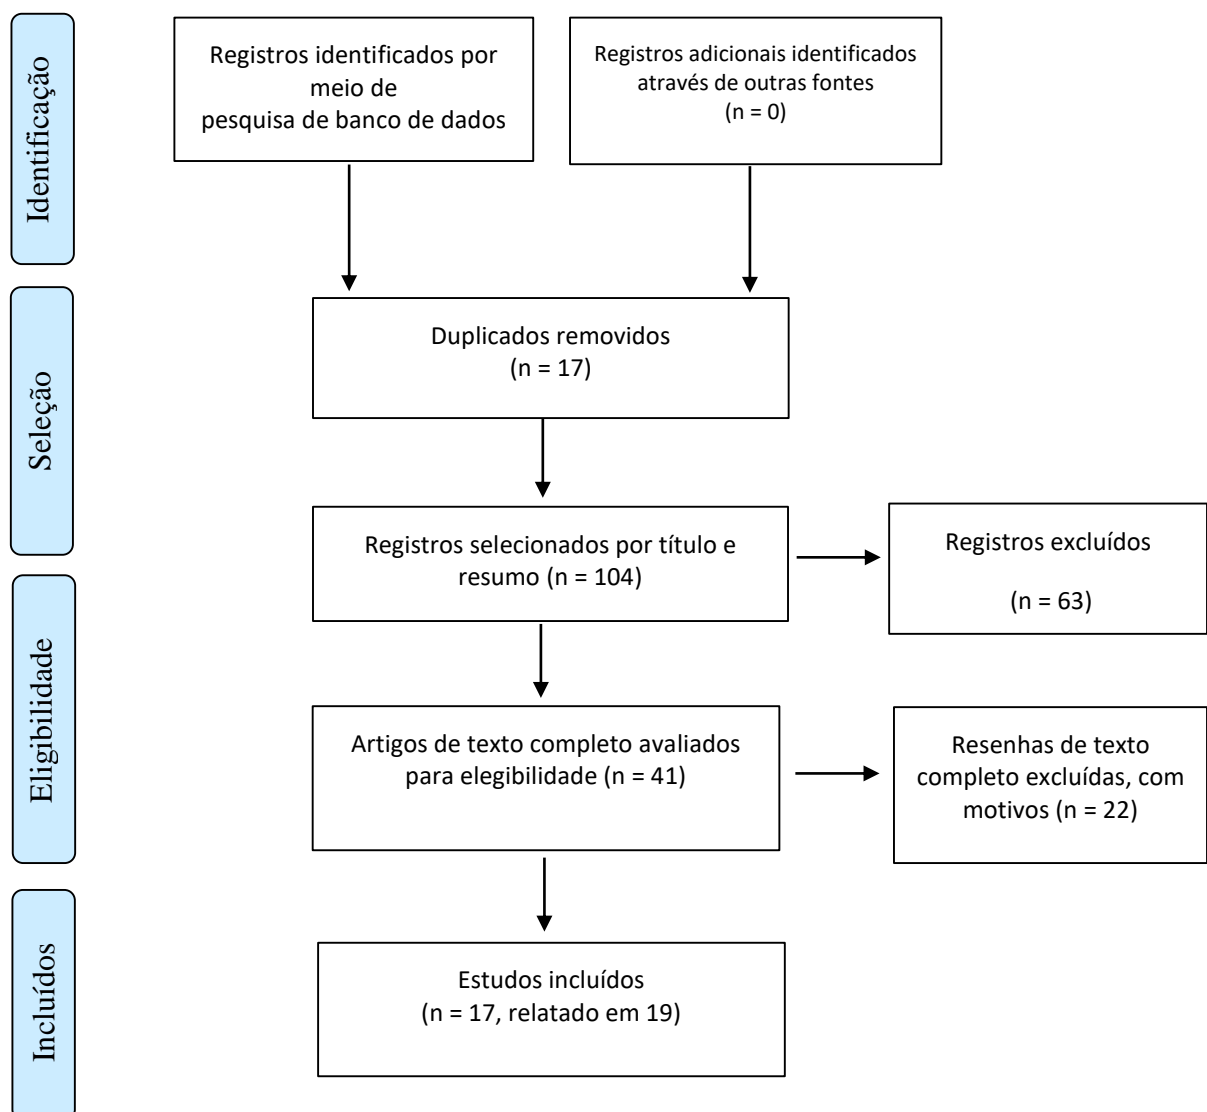 Identificação
Registros identificados por
meio de
pesquisa de banco de dados
Registros adicionais identificados
através de outras fontes
(n = 0)
Seleção
Duplicados removidos
(n = 17)
Registros selecionados por título e
resumo (n = 104)
Registros excluídos
(n = 63)
Eligibilidade
Artigos de texto completo avaliados
para elegibilidade (n = 41)
Resenhas de texto
completo excluídas, com
motivos (n = 22)
Incluídos
Estudos incluídos
(n = 17, relatado em 19)